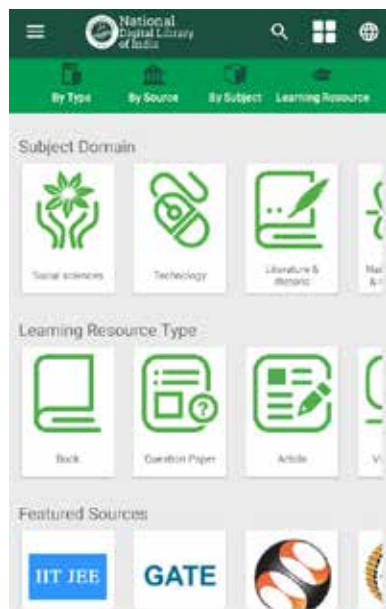 National
Digital Library
of India
By Type By Source By Subject Learning Resource
Subject Domain
Social sciences Technology Literature &
rhetoric
Learning Resource Type
Book Question Paper Article
Featured Sources
IIT JEE GATE